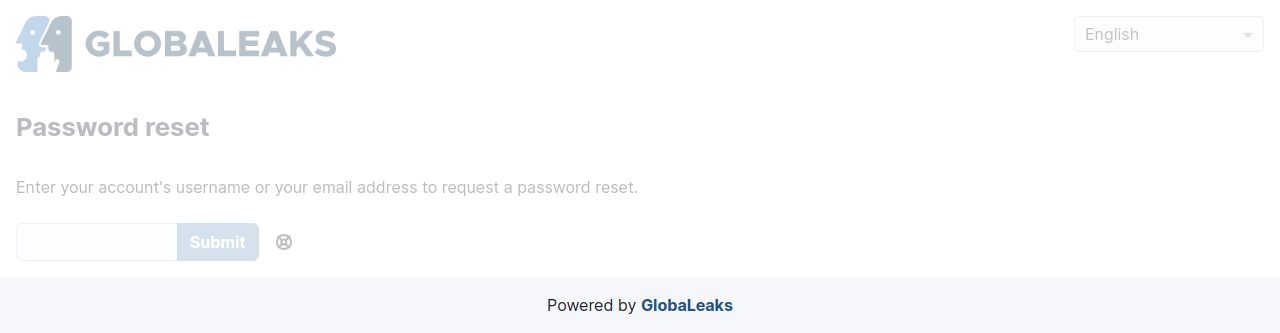 GLOBALEAKS
English
Password reset
Enter your account's username or your email address to request a password reset.
Submit
Powered by GlobaLeaks